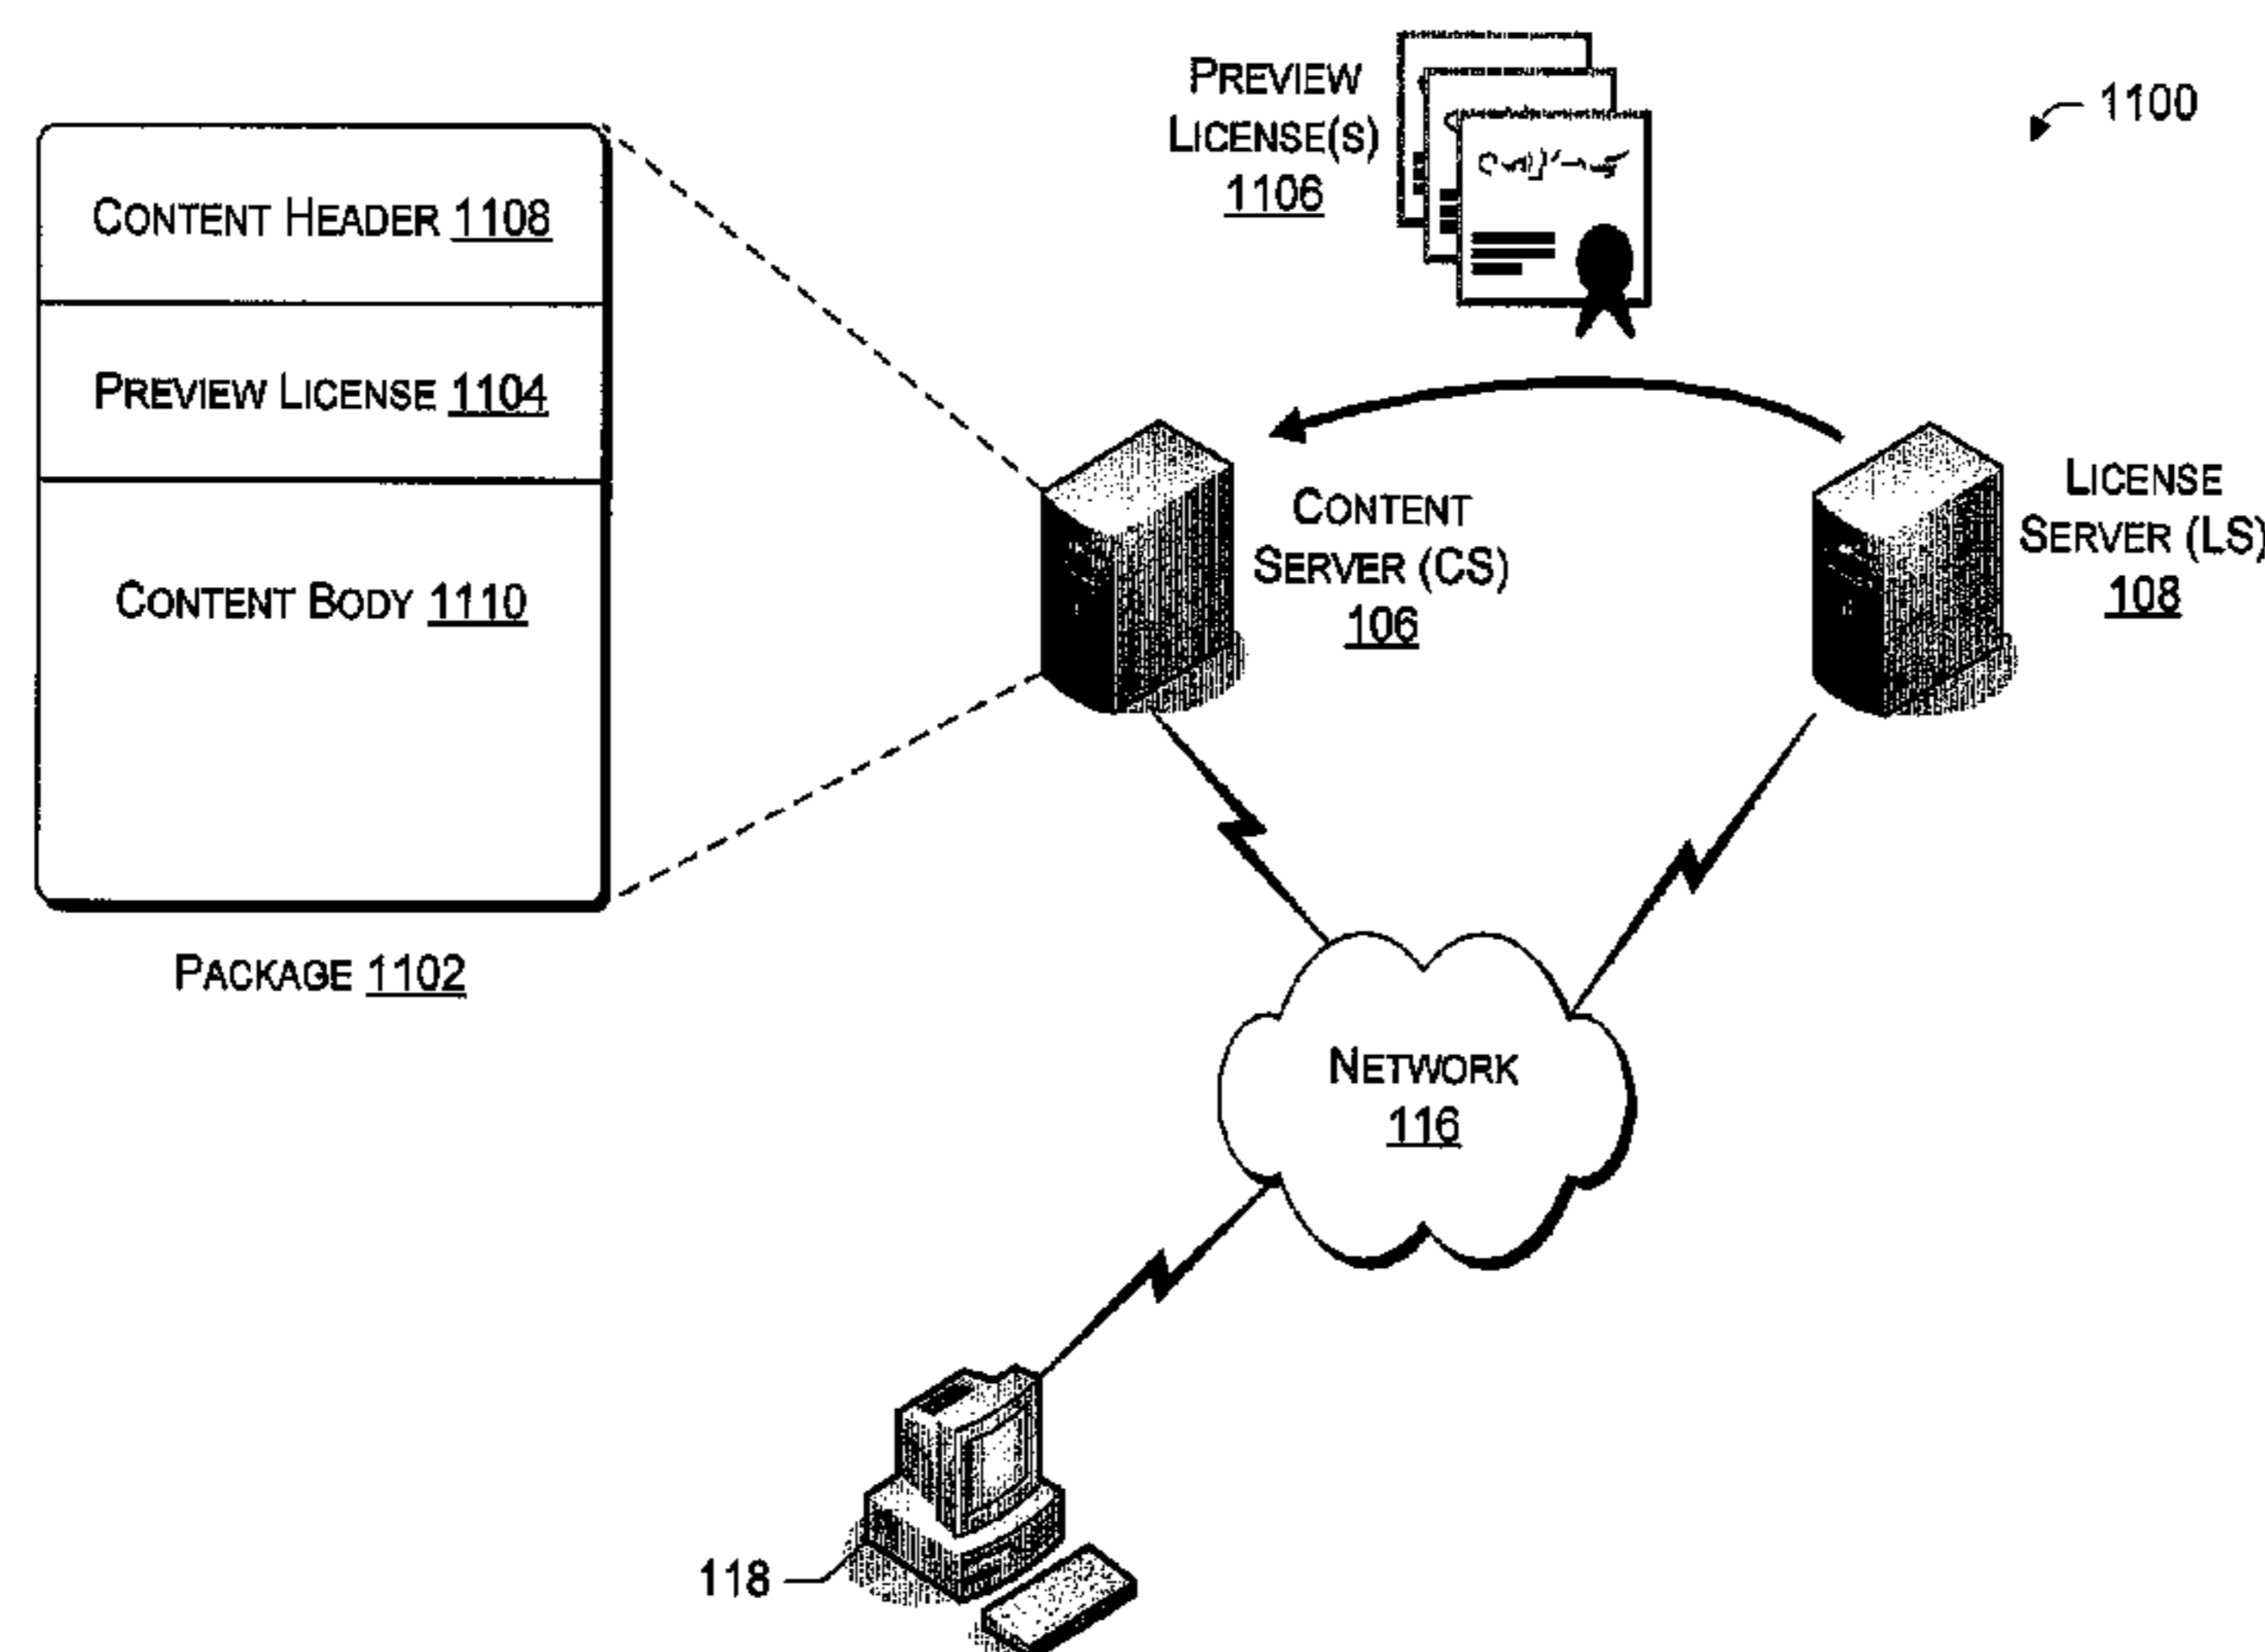 PREVIEW
LICENSE(S)
1106
1100
CONTENT HEADER 1108
PREVIEW LICENSE 1104
CONTENT BODY 1110
PACKAGE 1102
CONTENT
SERVER (CS)
106
LICENSE
SERVER (LS)
108
NETWORK
116
118